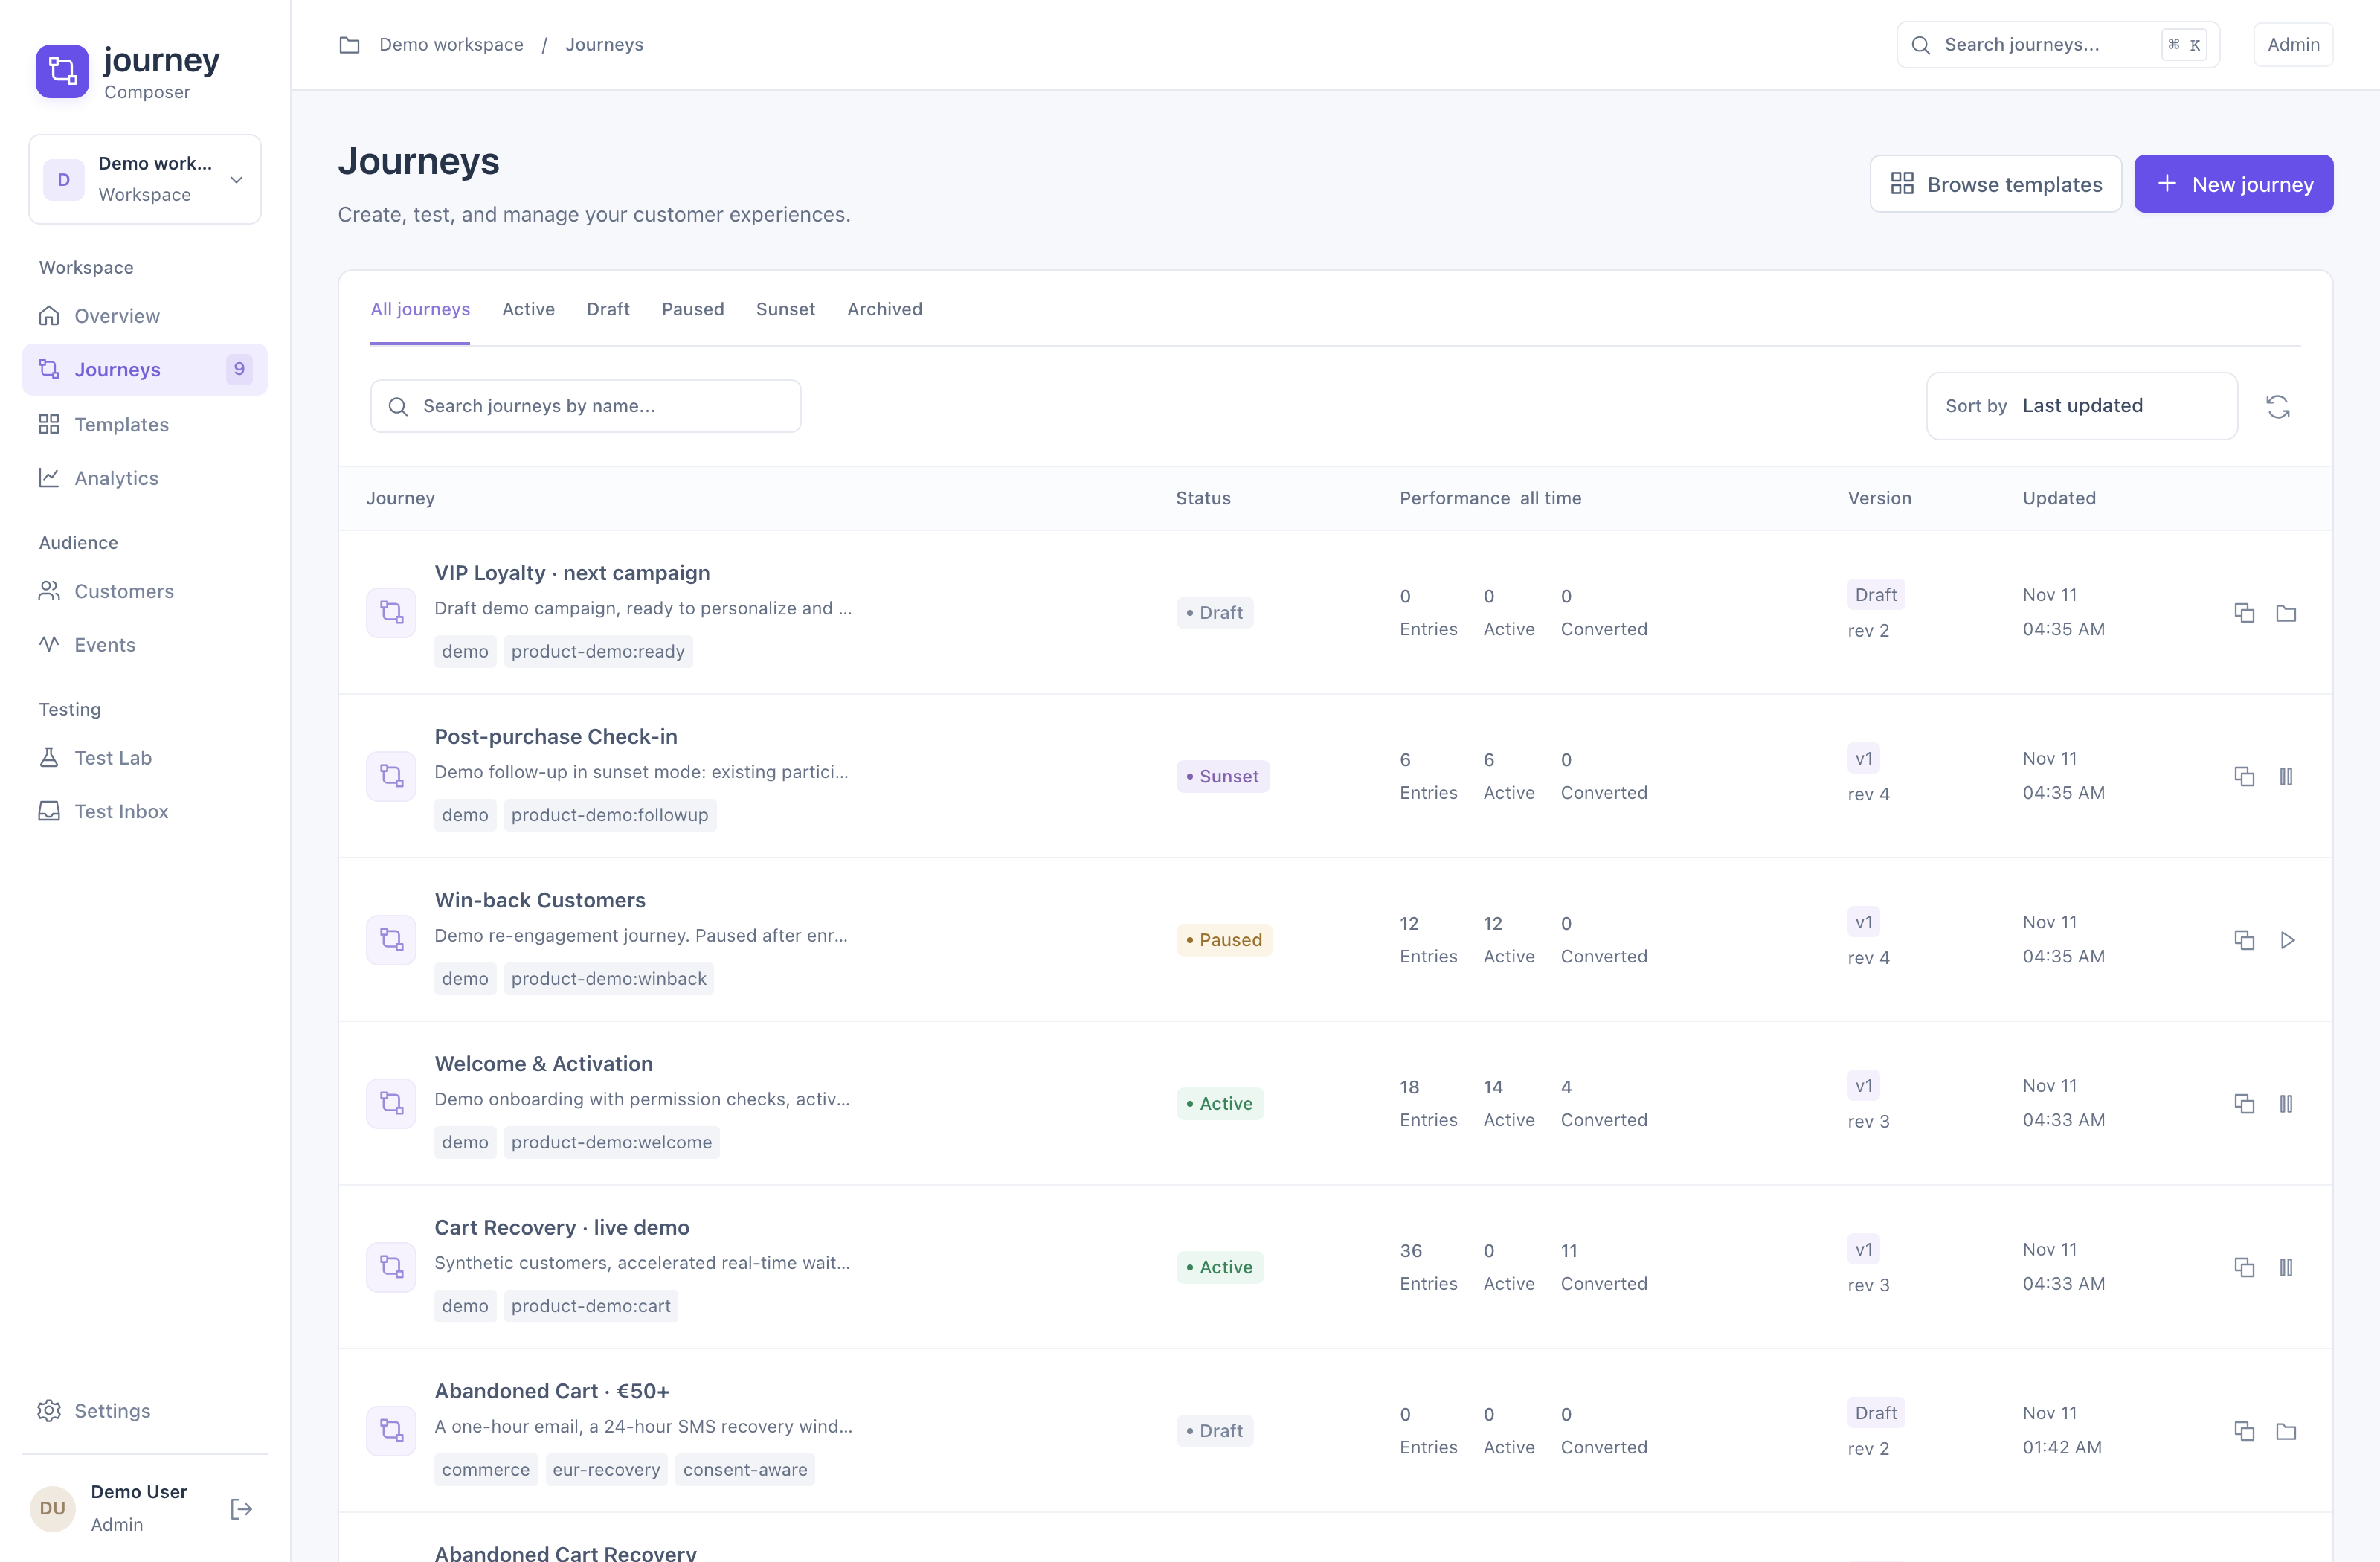 journey
Composer
D
Demo work...
Workspace
Workspace
Overview
Journeys 9
Templates
Analytics
Audience
Customers
Events
Testing
Test Lab
Test Inbox
Settings
DU
Demo User
Admin
Demo workspace / Journeys
Search journeys... ⌘ K
Admin
Journeys
Create, test, and manage your customer experiences.
Browse templates
+ New journey
All journeys Active Draft Paused Sunset Archived
Search journeys by name...
Sort by Last updated
Journey Status Performance all time Version Updated
VIP Loyalty · next campaign
Draft demo campaign, ready to personalize and ...
demo product-demo:ready
• Draft
0 0 0
Entries Active Converted
Draft
rev 2
Nov 11
04:35 AM
Post-purchase Check-in
Demo follow-up in sunset mode: existing partici...
demo product-demo:followup
• Sunset
6 6 0
Entries Active Converted
v1
rev 4
Nov 11
04:35 AM
Win-back Customers
Demo re-engagement journey. Paused after enr...
demo product-demo:winback
• Paused
12 12 0
Entries Active Converted
v1
rev 4
Nov 11
04:35 AM
Welcome & Activation
Demo onboarding with permission checks, activ...
demo product-demo:welcome
• Active
18 14 4
Entries Active Converted
v1
rev 3
Nov 11
04:33 AM
Cart Recovery · live demo
Synthetic customers, accelerated real-time wait...
demo product-demo:cart
• Active
36 0 11
Entries Active Converted
v1
rev 3
Nov 11
04:33 AM
Abandoned Cart · €50+
A one-hour email, a 24-hour SMS recovery wind...
commerce eur-recovery consent-aware
• Draft
0 0 0
Entries Active Converted
Draft
rev 2
Nov 11
01:42 AM
Abandoned Cart Recovery